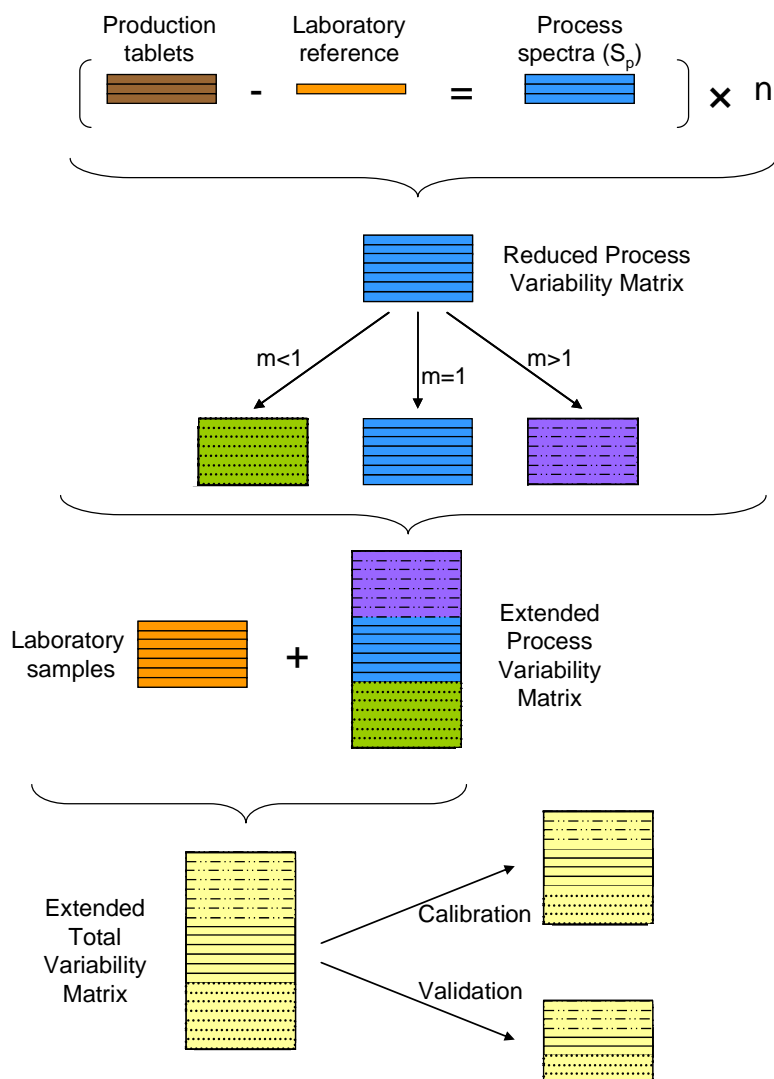 Production
tablets
Laboratory
reference
Process
spectra (Sₚ)
-
=
× n
Reduced Process
Variability Matrix
m<1
m=1
m>1
Laboratory
samples
+
Extended
Process
Variability
Matrix
Extended
Total
Variability
Matrix
Calibration
Validation